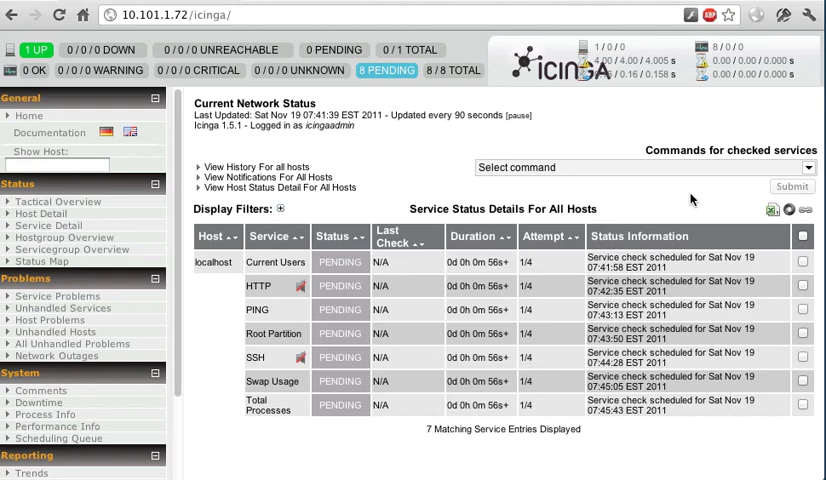 10.101.1.72/icinga/
1 UP
0 / 0 / 0 DOWN
0 / 0 / 0 UNREACHABLE
0 PENDING
0 / 1 TOTAL
0 OK
0 / 0 / 0 WARNING
0 / 0 / 0 CRITICAL
0 / 0 / 0 UNKNOWN
8 PENDING
8 / 8 TOTAL
ICINGA
1 / 0 / 0
4.00 / 4.00 / 4.005 s
/ 0.16 / 0.158 s
8 / 0 / 0
0.00 / 0.00 / 0.000 s
0.00 / 0.00 / 0.000 s
General
Home
Documentation
Show Host:
Status
Tactical Overview
Host Detail
Service Detail
Hostgroup Overview
Servicegroup Overview
Status Map
Problems
Service Problems
Unhandled Services
Host Problems
Unhandled Hosts
All Unhandled Problems
Network Outages
System
Comments
Downtime
Process Info
Performance Info
Scheduling Queue
Reporting
Trends
Current Network Status
Last Updated: Sat Nov 19 07:41:39 EST 2011 - Updated every 90 seconds [pause]
Icinga 1.5.1 - Logged in as icingaadmin
Commands for checked services
View History For all hosts
View Notifications For All Hosts
View Host Status Detail For All Hosts
Select command
Submit
Display Filters:
Service Status Details For All Hosts
Host Service Status Last Check Duration Attempt Status Information
localhost Current Users PENDING N/A 0d 0h 0m 56s+ 1/4 Service check scheduled for Sat Nov 19
07:41:58 EST 2011
HTTP PENDING N/A 0d 0h 0m 56s+ 1/4 Service check scheduled for Sat Nov 19
07:42:35 EST 2011
PING PENDING N/A 0d 0h 0m 56s+ 1/4 Service check scheduled for Sat Nov 19
07:43:13 EST 2011
Root Partition PENDING N/A 0d 0h 0m 56s+ 1/4 Service check scheduled for Sat Nov 19
07:43:50 EST 2011
SSH PENDING N/A 0d 0h 0m 56s+ 1/4 Service check scheduled for Sat Nov 19
07:44:28 EST 2011
Swap Usage PENDING N/A 0d 0h 0m 56s+ 1/4 Service check scheduled for Sat Nov 19
07:45:05 EST 2011
Total Processes PENDING N/A 0d 0h 0m 56s+ 1/4 Service check scheduled for Sat Nov 19
07:45:43 EST 2011
7 Matching Service Entries Displayed